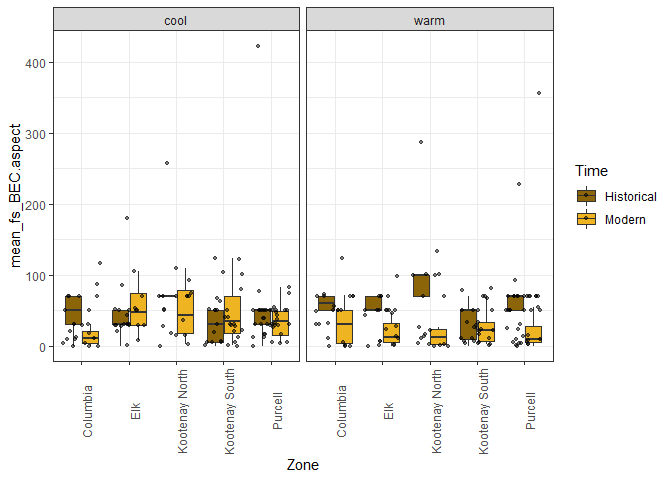 cool
warm
mean_fs_BEC.aspect
400
300
200
100
0
Columbia
Elk
Kootenay North
Kootenay South
Purcell
Columbia
Elk
Kootenay North
Kootenay South
Purcell
Zone
Time
Historical
Modern